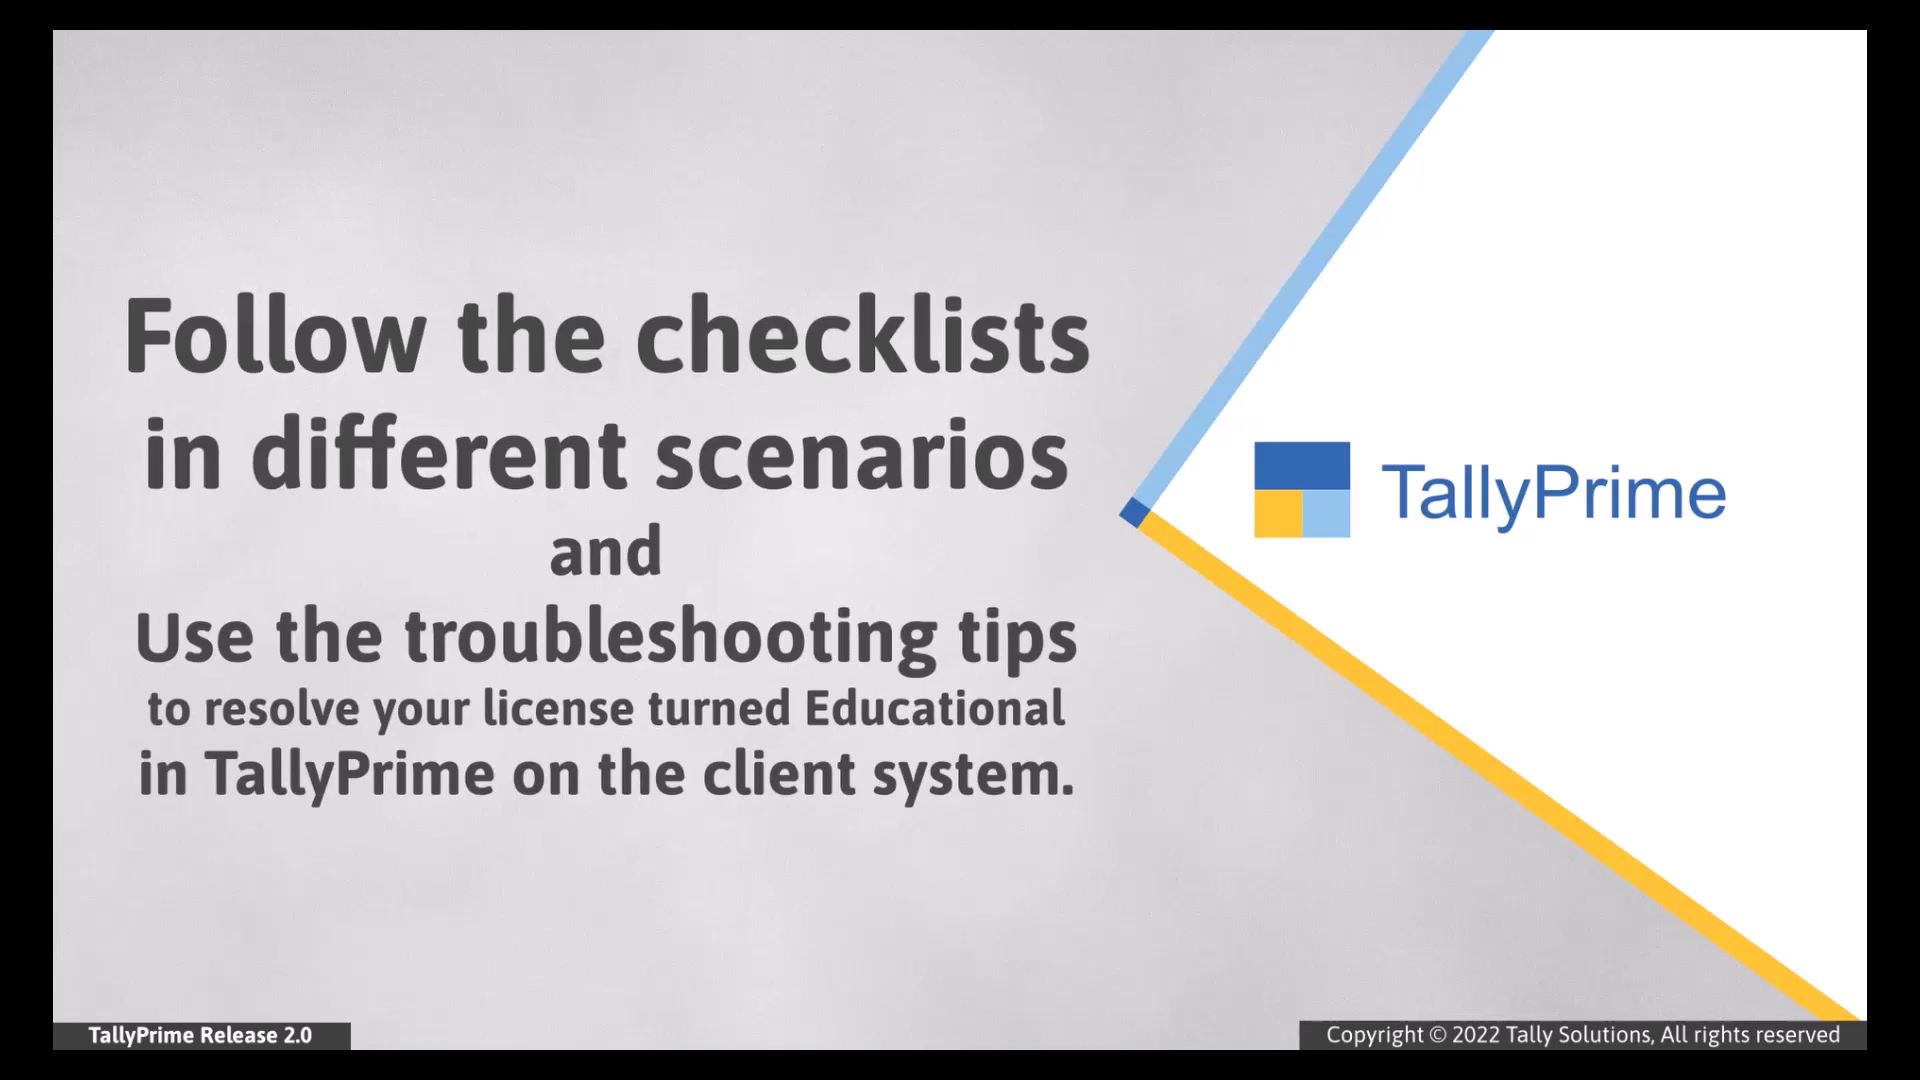 Follow the checklists
in different scenarios
and
Use the troubleshooting tips
to resolve your license turned Educational
in TallyPrime on the client system.
TallyPrime
TallyPrime Release 2.0
Copyright © 2022 Tally Solutions, All rights reserved